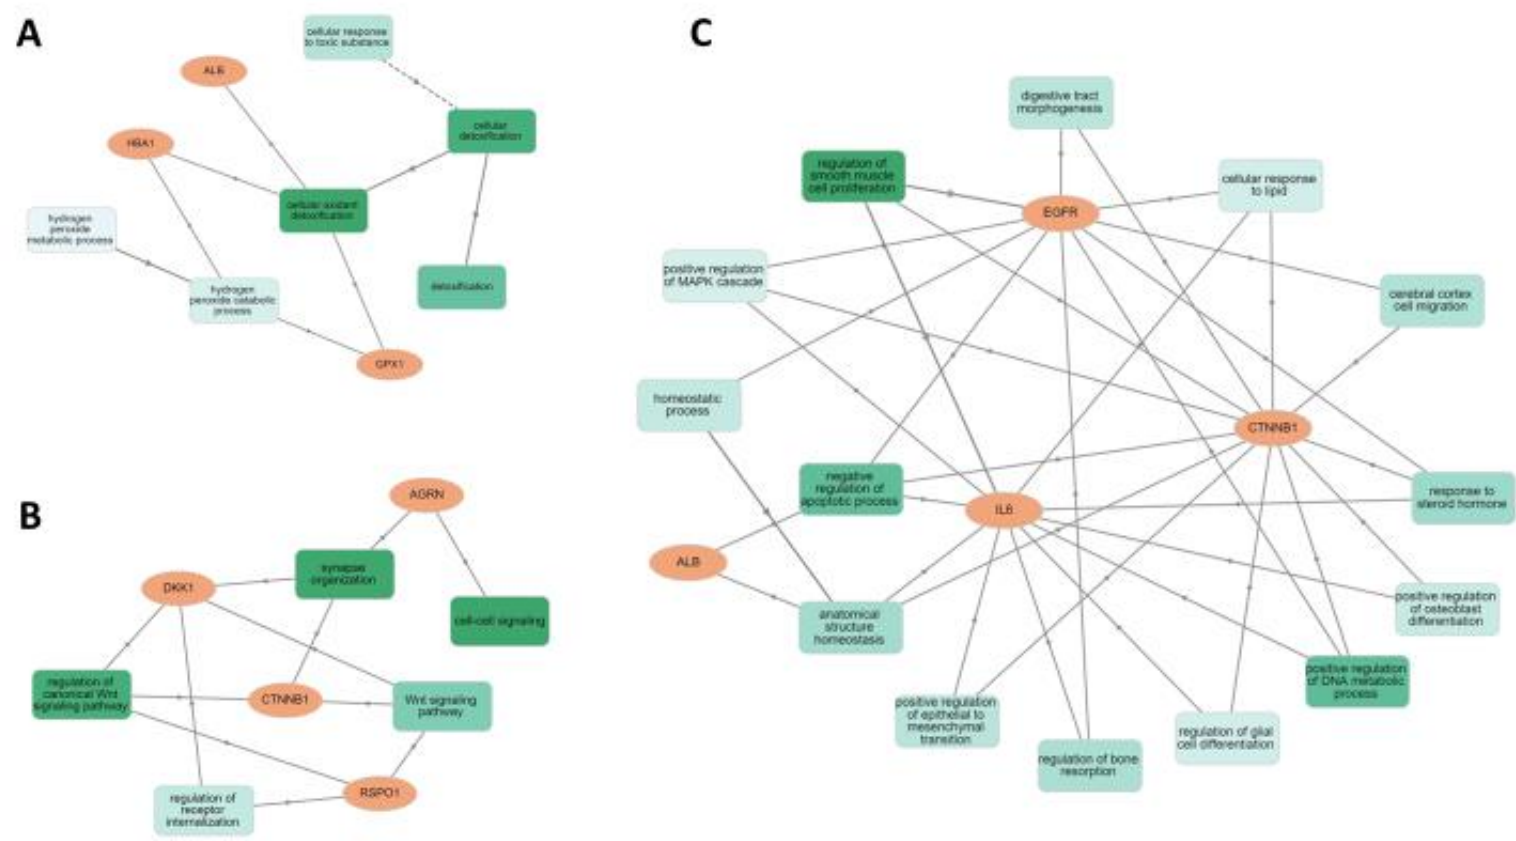 A
cellular response
to toxic substance
ALB
cellular
detoxification
HBA1
cellular oxidant
detoxification
hydrogen
peroxide
metabolic process
hydrogen
peroxide catabolic
process
detoxification
GPX1
B
AGRN
synapse
organization
DKK1
cell-cell signaling
regulation of
canonical Wnt
signaling pathway
CTNNB1
Wnt signaling
pathway
RSPO1
regulation of
receptor
internalization
C
digestive tract
morphogenesis
regulation of
smooth muscle
cell proliferation
cellular response
to lipid
EGFR
positive regulation
of MAPK cascade
cerebral cortex
cell migration
homeostatic
process
CTNNB1
negative
regulation of
apoptotic process
IL6
response to
steroid hormone
ALB
anatomical
structure
homeostasis
positive regulation
of osteoblast
differentiation
positive regulation
of DNA metabolic
process
positive regulation
of epithelial to
mesenchymal
transition
regulation of glial
cell differentiation
regulation of bone
resorption